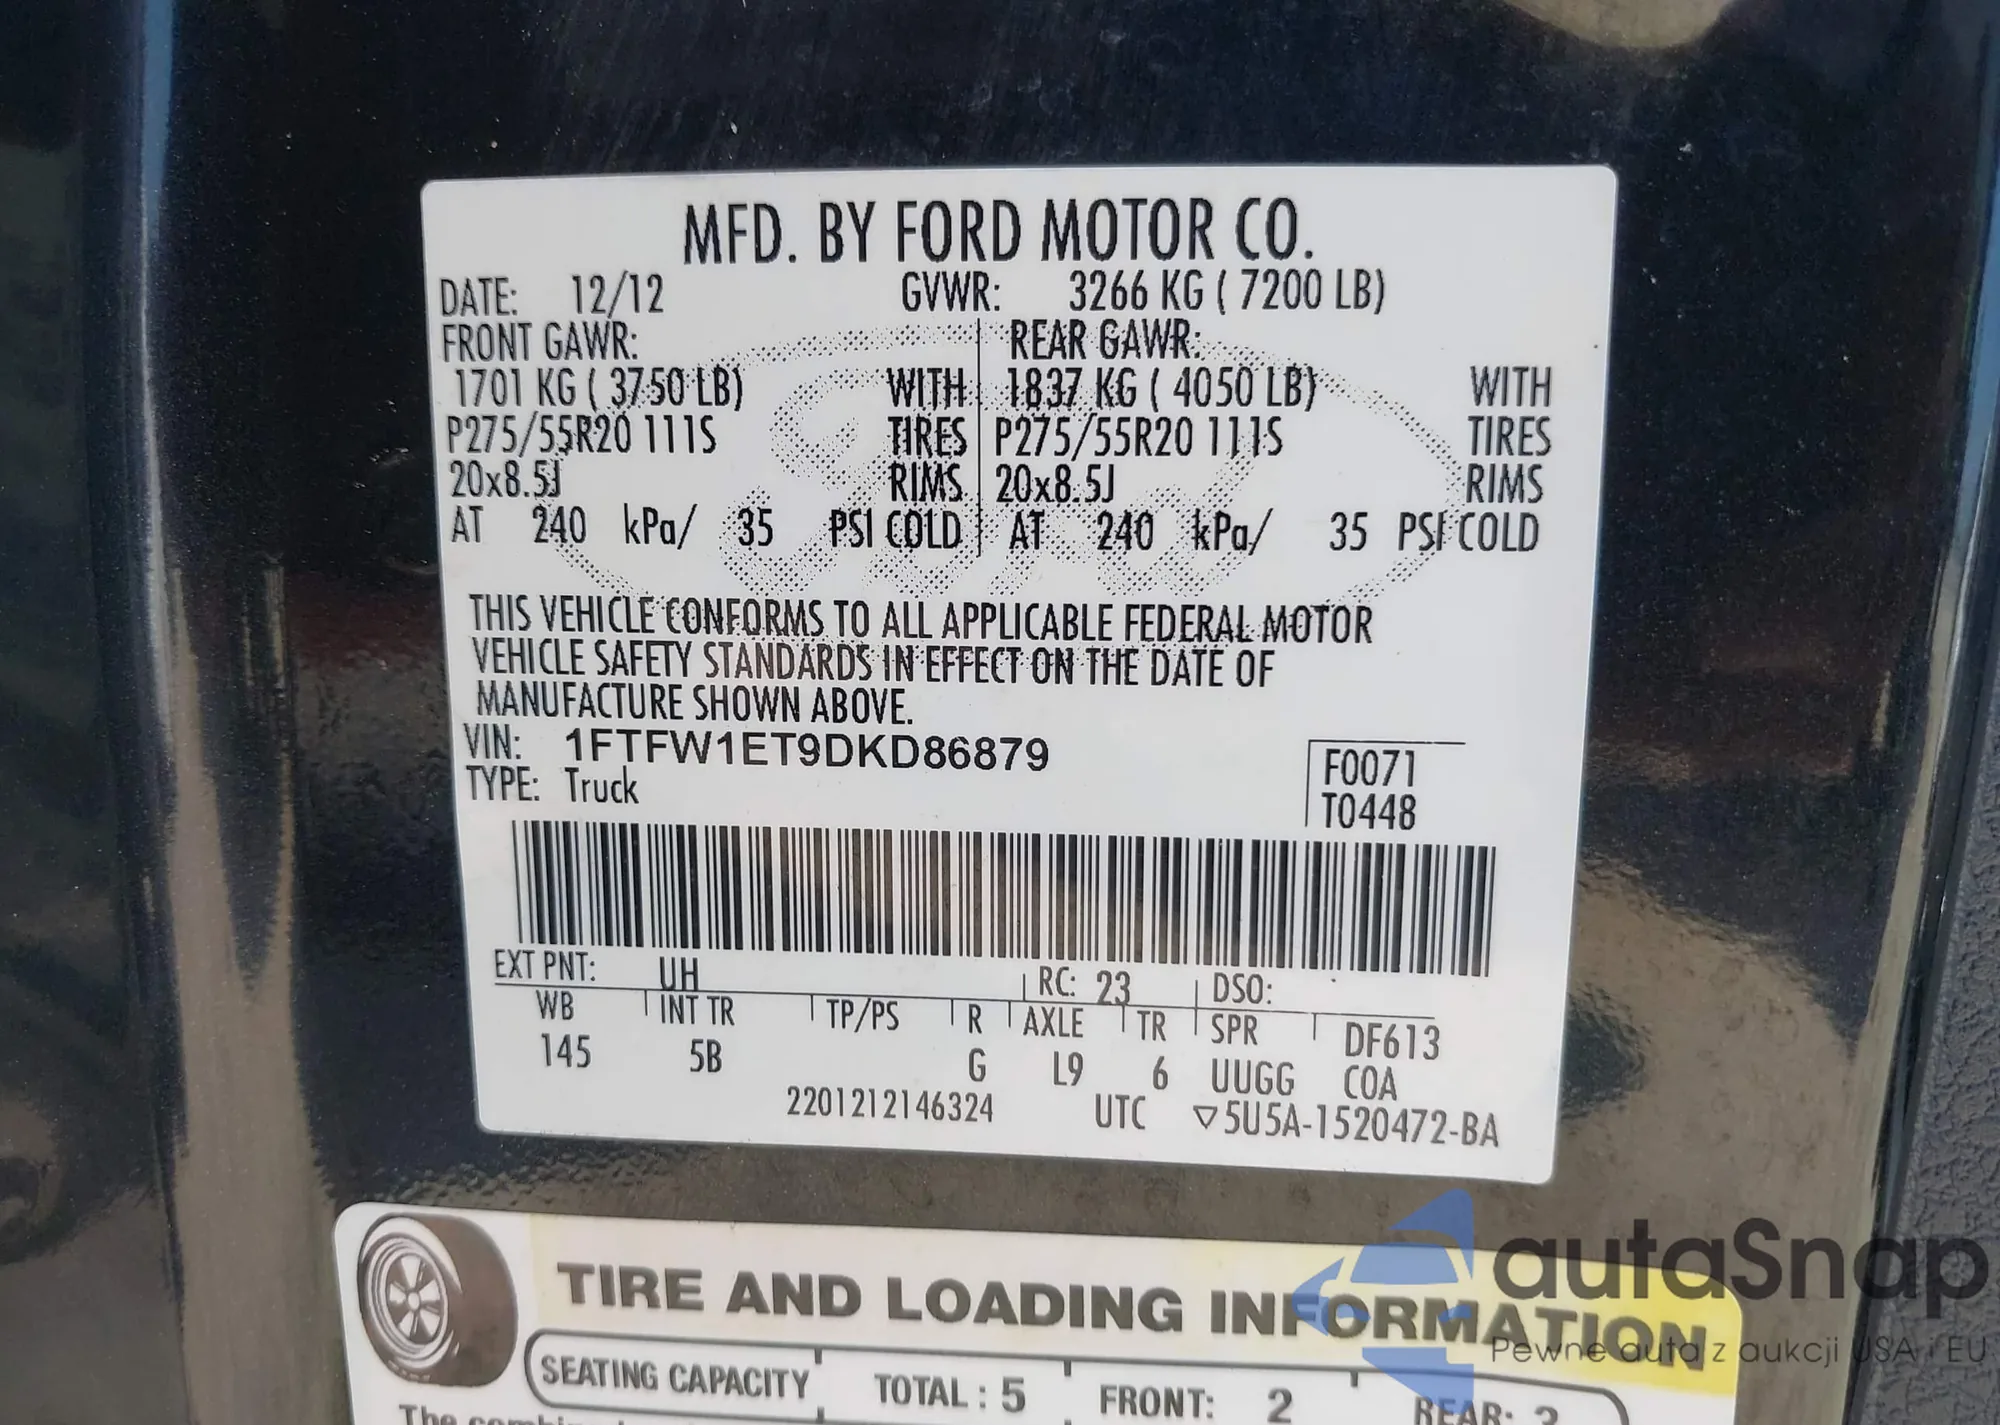 MFD. BY FORD MOTOR CO.
DATE: 12/12 GVWR: 3266 KG ( 7200 LB)
FRONT GAWR: REAR GAWR:
1701 KG ( 3750 LB) WITH 1837 KG ( 4050 LB) WITH
P275/55R20 111S TIRES P275/55R20 111S TIRES
20x8.5J RIMS 20x8.5J RIMS
AT 240 kPa/ 35 PSI COLD AT 240 kPa/ 35 PSI COLD
THIS VEHICLE CONFORMS TO ALL APPLICABLE FEDERAL MOTOR
VEHICLE SAFETY STANDARDS IN EFFECT ON THE DATE OF
MANUFACTURE SHOWN ABOVE.
VIN: 1FTFW1ET9DKD86879 F0071
TYPE: Truck T0448
EXT PNT: UH RC: 23 DSO:
WB INT TR TP/PS R AXLE TR SPR DF613
145 5B G L9 6 UUGG COA
2201212146324 UTC ▽5U5A-1520472-BA
TIRE AND LOADING INFORMATION
SEATING CAPACITY TOTAL : 5 FRONT: 2 REAR: 3
The
autaSnap
Pewne auta z aukcji USA i EU